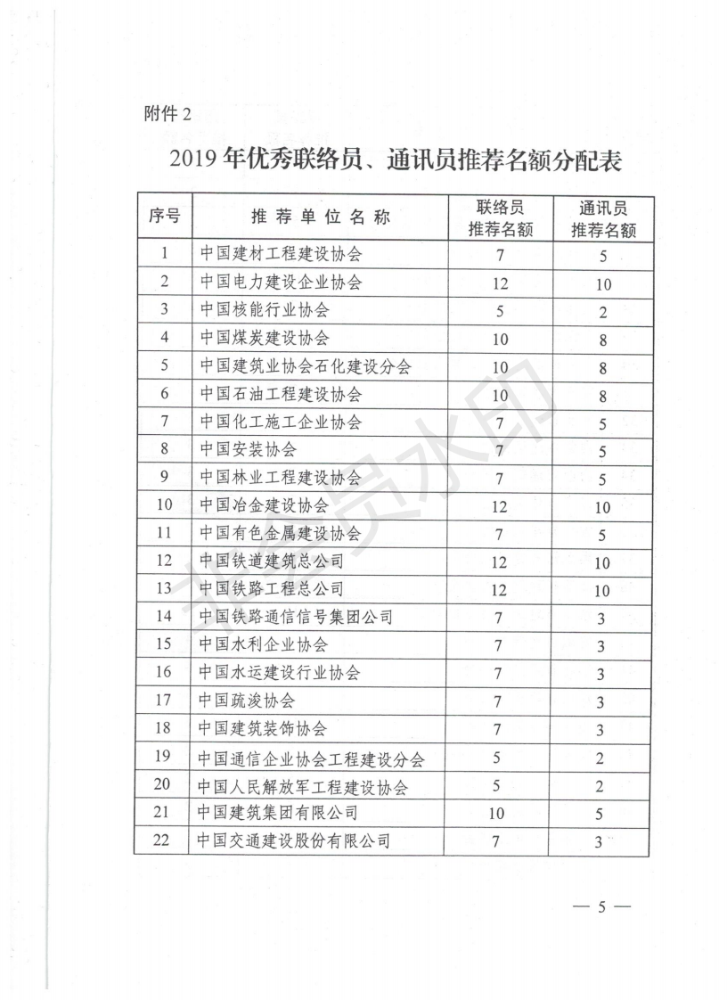 附件 2
2019 年优秀联络员、通讯员推荐名额分配表
序号 推荐单位名称 联络员推荐名额 通讯员推荐名额
1 中国建材工程建设协会 7 5
2 中国电力建设企业协会 12 10
3 中国核能行业协会 5 2
4 中国煤炭建设协会 10 8
5 中国建筑业协会石化建设分会 10 8
6 中国石油工程建设协会 10 8
7 中国化工施工企业协会 7 5
8 中国安装协会 7 5
9 中国林业工程建设协会 7 5
10 中国冶金建设协会 12 10
11 中国有色金属建设协会 7 5
12 中国铁道建筑总公司 12 10
13 中国铁路工程总公司 12 10
14 中国铁路通信信号集团公司 7 3
15 中国水利企业协会 7 3
16 中国水运建设行业协会 7 3
17 中国疏浚协会 7 3
18 中国建筑装饰协会 7 3
19 中国通信企业协会工程建设分会 5 2
20 中国人民解放军工程建设协会 5 2
21 中国建筑集团有限公司 10 5
22 中国交通建设股份有限公司 7 3
— 5 —
非会员水印